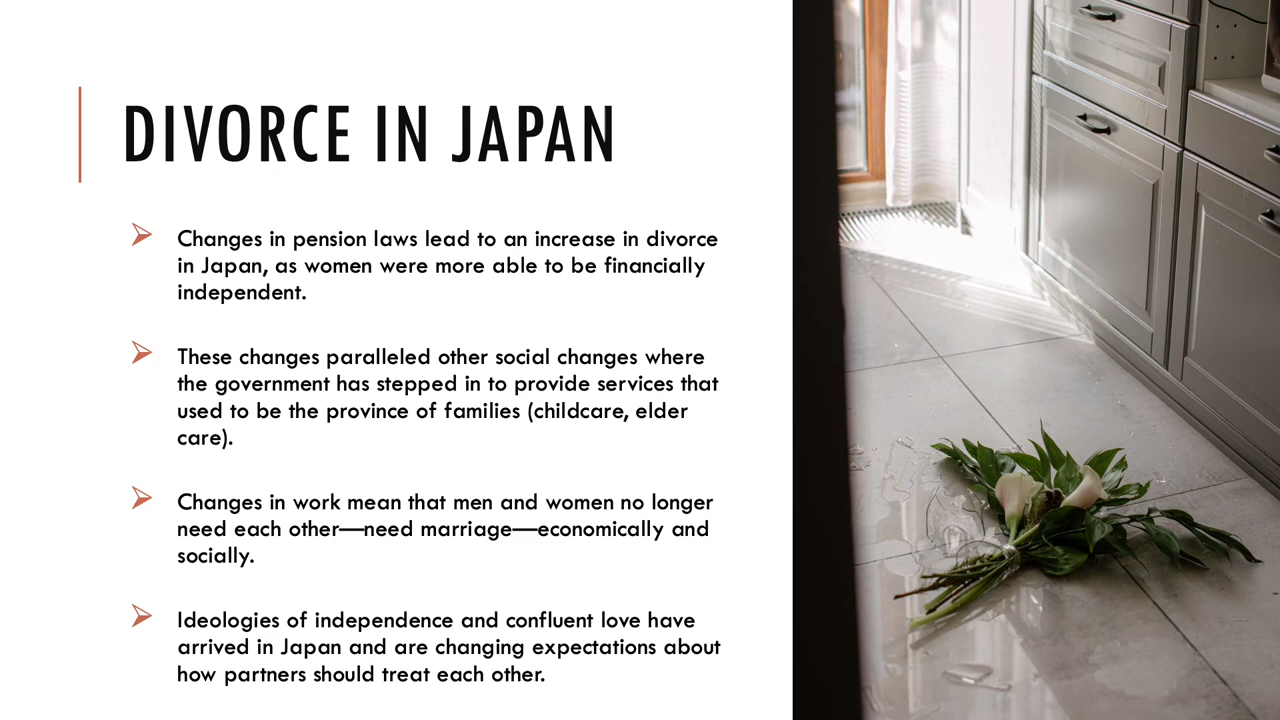 DIVORCE IN JAPAN
Changes in pension laws lead to an increase in divorce
in Japan, as women were more able to be financially
independent.
These changes paralleled other social changes where
the government has stepped in to provide services that
used to be the province of families (childcare, elder
care).
Changes in work mean that men and women no longer
need each other—need marriage—economically and
socially.
Ideologies of independence and confluent love have
arrived in Japan and are changing expectations about
how partners should treat each other.